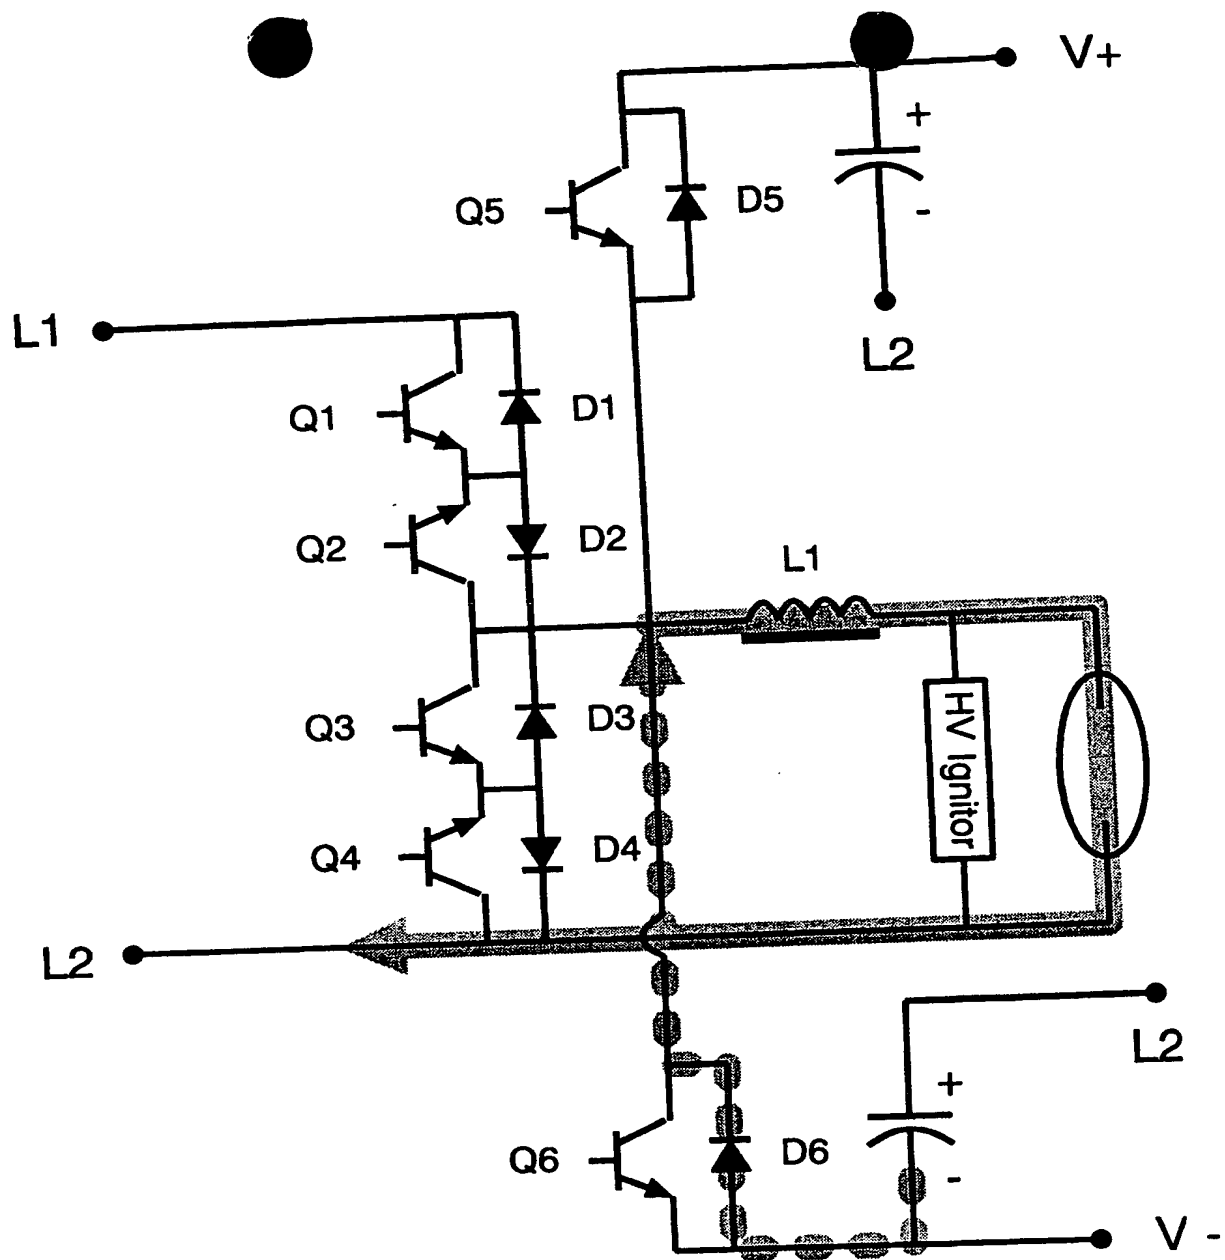 V+
+
Q5
D5
-
L1
L2
Q1
D1
Q2
D2
L1
Q3
D3
HV Ignitor
Q4
D4
L2
L2
+
Q6
D6
-
V -